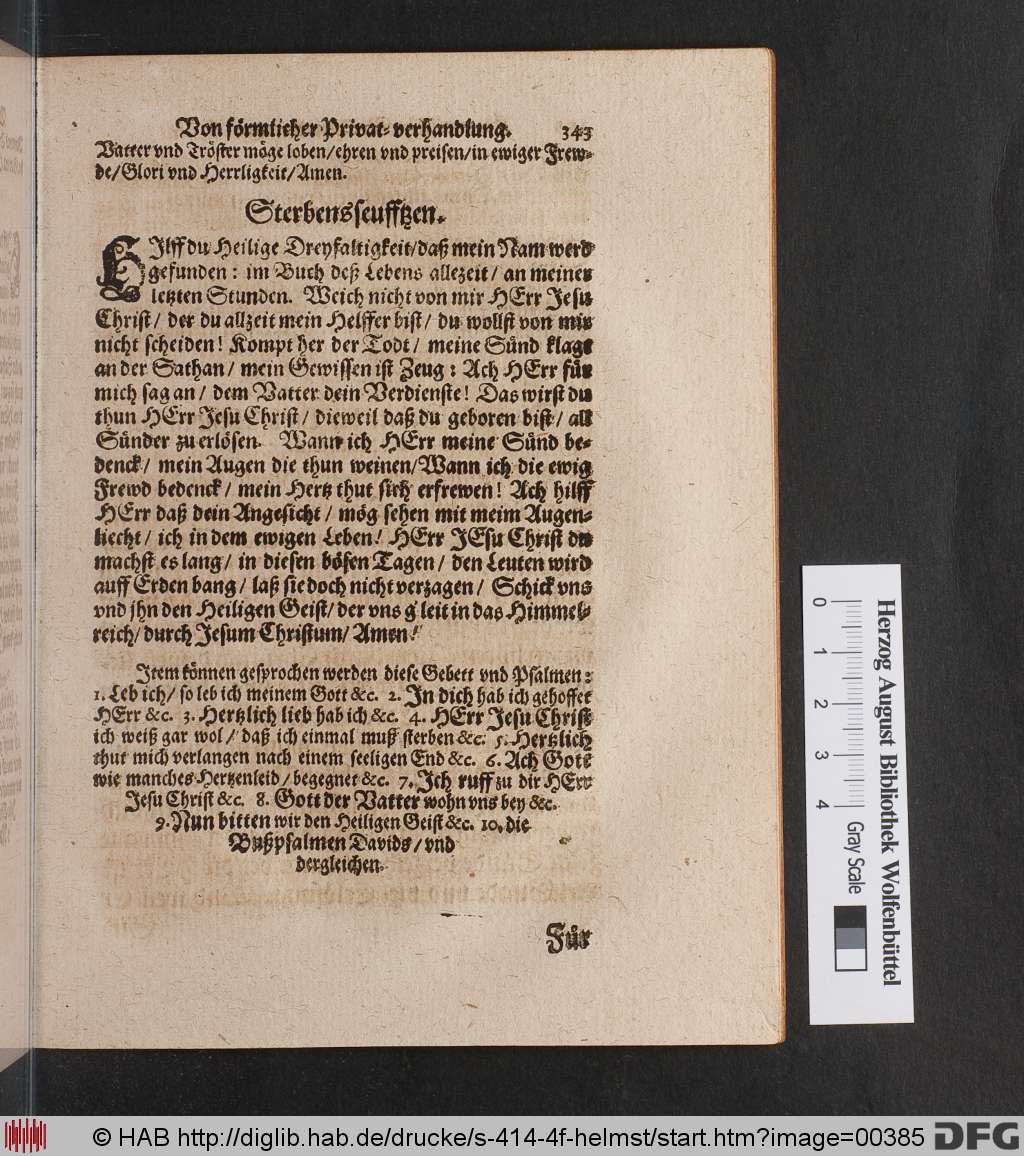 Von förmlicher Privat-verhandlung. 343
Vatter vnd Tröster möge loben/ehren vnd preisen/in ewiger Frew-
de/Glori vnd Herrligkeit/Amen.
Sterbensseufftzen.
HIlff du Heilige Dreyfaltigkeit/daß mein Nam werd
gefunden: im Buch deß Lebens allezeit/ an meiner
letzten Stunden. Weich nicht von mir HErr Jesu
Christ/ der du allzeit mein Helffer bist/ du wollst von mir
nicht scheiden! Kompt her der Todt/ meine Sünd klagt
an der Sathan/ mein Gewissen ist Zeug: Ach HErr für
mich sag an/ dem Vatter dein Verdienste! Das wirst du
thun HErr Jesu Christ/ dieweil daß du geboren bist/ all
Sünder zu erlösen. Wann ich HErr meine Sünd be-
denck/ mein Augen die thun weinen/Wann ich die ewig
Frewd bedenck/ mein Hertz thut sich erfrewen! Ach hilff
HErr daß dein Angesicht/ mög sehen mit meim Augen-
liecht/ ich in dem ewigen Leben! HErr JEsu Christ du
machst es lang/ in diesen bösen Tagen/ den Leuten wird
auff Erden bang/ laß sie doch nicht verzagen/ Schick vns
vnd jhn den Heiligen Geist/der vns g'leit in das Himmel-
reich/durch Jesum Christum/ Amen!
Item können gesprochen werden diese Gebett vnd Psalmen:
1. Leb ich/ so leb ich meinem Gott &c. 2. In dich hab ich gehoffet
HErr &c. 3. Hertzlich lieb hab ich &c. 4. HErr Jesu Christ
ich weiß gar wol/ daß ich einmal muß sterben &c. 5. Hertzlich
thut mich verlangen nach einem seeligen End &c. 6. Ach Gott
wie manches Hertzenleid/begegnet &c. 7. Ich ruff zu dir HErr
Jesu Christ &c. 8. Gott der Vatter wohn vns bey &c.
9. Nun bitten wir den Heiligen Geist &c. 10. die
Bußpsalmen Davids/vnd
dergleichen.
Für
Herzog August Bibliothek Wolfenbüttel
0 1 2 3 4 Gray Scale
© HAB http://diglib.hab.de/drucke/s-414-4f-helmst/start.htm?image=00385 DFG